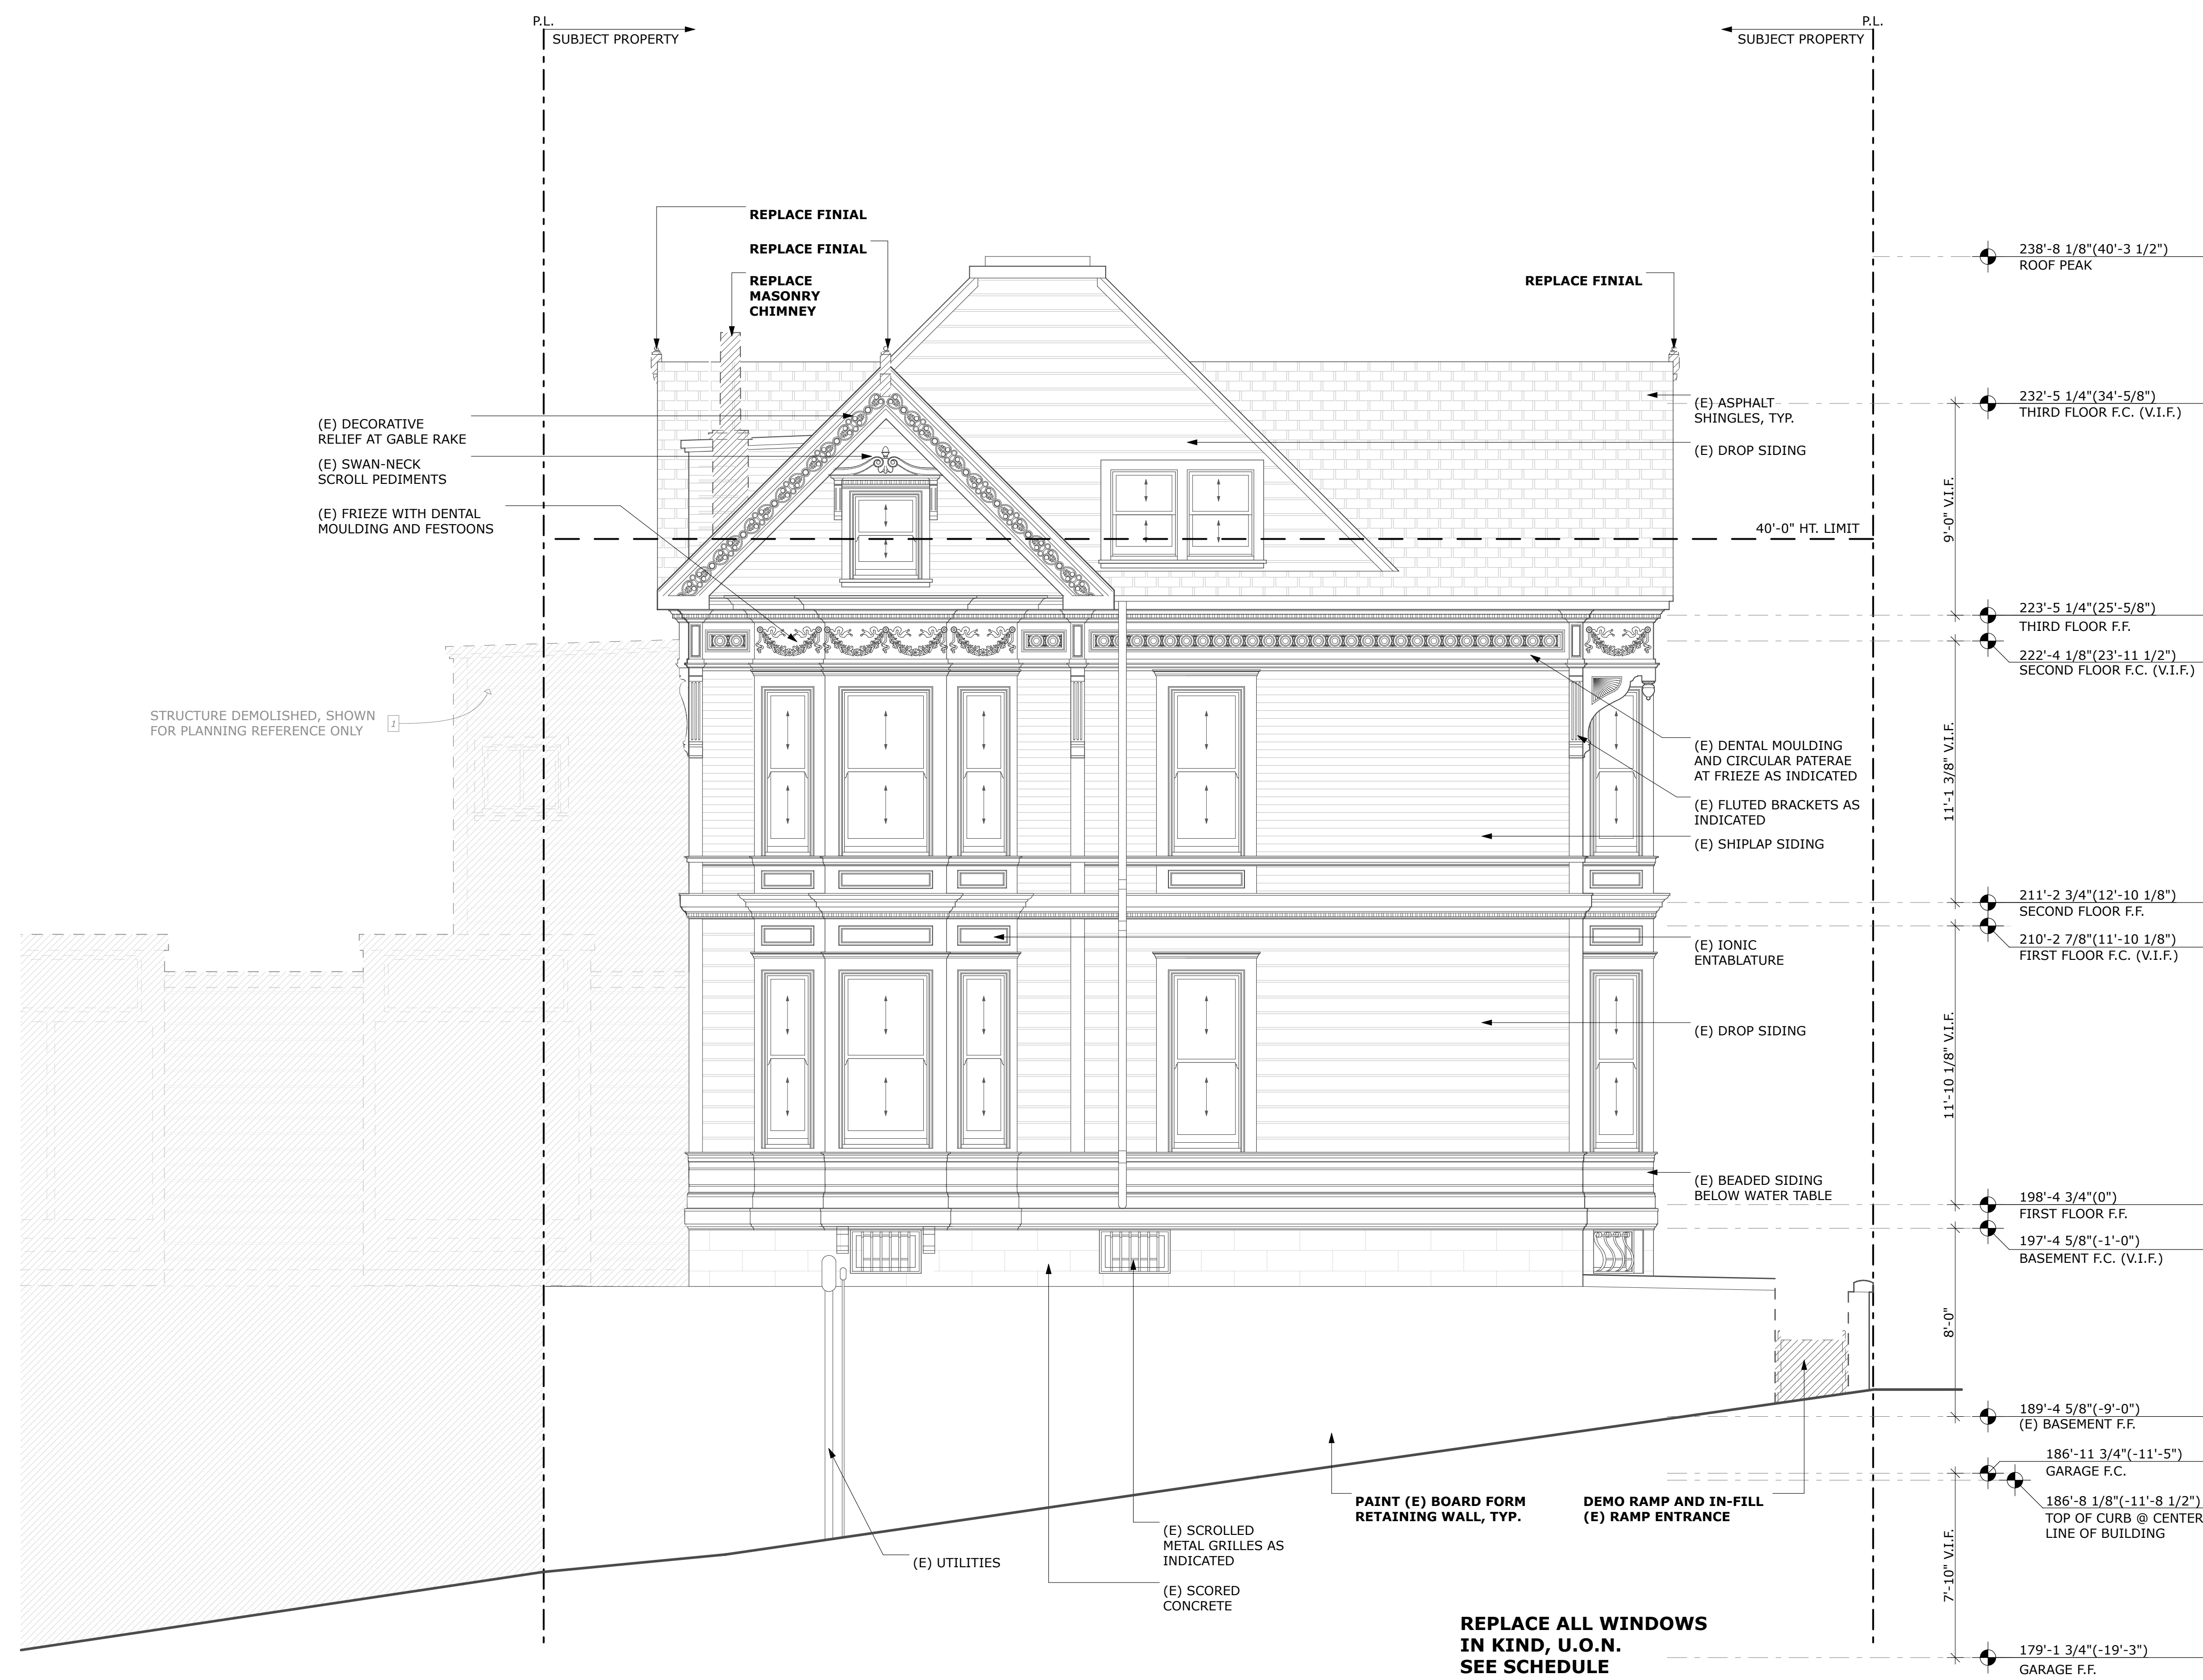 P.L.
SUBJECT PROPERTY
P.L.
SUBJECT PROPERTY
REPLACE FINIAL
REPLACE FINIAL
REPLACE
MASONRY
CHIMNEY
REPLACE FINIAL
(E) DECORATIVE
RELIEF AT GABLE RAKE
(E) SWAN-NECK
SCROLL PEDIMENTS
(E) FRIEZE WITH DENTAL
MOULDING AND FESTOONS
STRUCTURE DEMOLISHED, SHOWN
FOR PLANNING REFERENCE ONLY
1
(E) ASPHALT
SHINGLES, TYP.
(E) DROP SIDING
40'-0" HT. LIMIT
(E) DENTAL MOULDING
AND CIRCULAR PATERAE
AT FRIEZE AS INDICATED
(E) FLUTED BRACKETS AS
INDICATED
(E) SHIPLAP SIDING
(E) IONIC
ENTABLATURE
(E) DROP SIDING
(E) BEADED SIDING
BELOW WATER TABLE
(E) UTILITIES
(E) SCROLLED
METAL GRILLES AS
INDICATED
(E) SCORED
CONCRETE
PAINT (E) BOARD FORM
RETAINING WALL, TYP.
DEMO RAMP AND IN-FILL
(E) RAMP ENTRANCE
REPLACE ALL WINDOWS
IN KIND, U.O.N.
SEE SCHEDULE
238'-8 1/8"(40'-3 1/2")
ROOF PEAK
232'-5 1/4"(34'-5/8")
THIRD FLOOR F.C. (V.I.F.)
9'-0" V.I.F.
223'-5 1/4"(25'-5/8")
THIRD FLOOR F.F.
222'-4 1/8"(23'-11 1/2")
SECOND FLOOR F.C. (V.I.F.)
11'-1 3/8" V.I.F.
211'-2 3/4"(12'-10 1/8")
SECOND FLOOR F.F.
210'-2 7/8"(11'-10 1/8")
FIRST FLOOR F.C. (V.I.F.)
11'-10 1/8" V.I.F.
198'-4 3/4"(0")
FIRST FLOOR F.F.
197'-4 5/8"(-1'-0")
BASEMENT F.C. (V.I.F.)
8'-0"
189'-4 5/8"(-9'-0")
(E) BASEMENT F.F.
186'-11 3/4"(-11'-5")
GARAGE F.C.
186'-8 1/8"(-11'-8 1/2")
TOP OF CURB @ CENTER
LINE OF BUILDING
7'-10" V.I.F.
179'-1 3/4"(-19'-3")
GARAGE F.F.